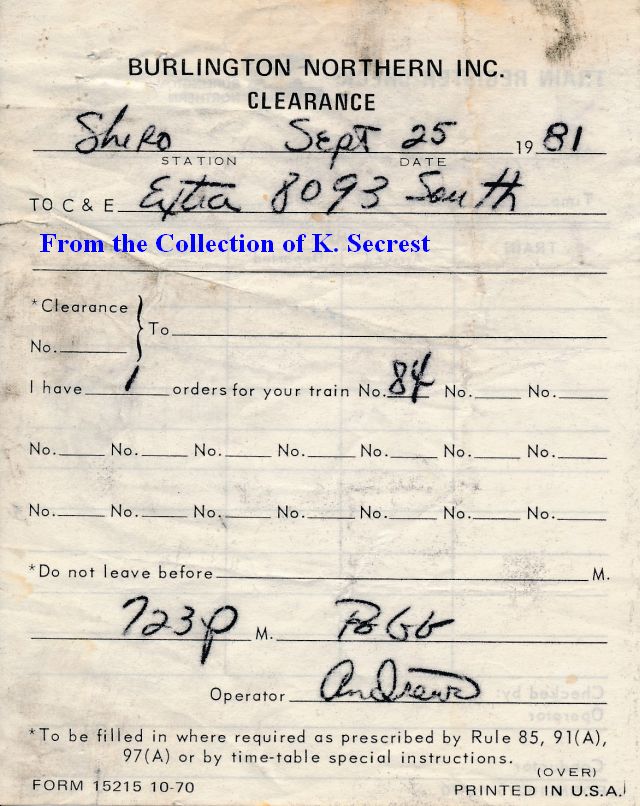 BURLINGTON NORTHERN INC.
CLEARANCE
Shiro Sept 25 19 81
STATION DATE
TO C & E Extra 8093 South
From the Collection of K. Secrest
*Clearance
No. } To
I have 1 orders for your train No. 84 No. No.
No. No. No. No. No. No. No.
No. No. No. No. No. No. No.
*Do not leave before M.
723p M. 
Operator Andrews
*To be filled in where required as prescribed by Rule 85, 91(A),
97(A) or by time-table special instructions.
(OVER)
FORM 15215 10-70 PRINTED IN U.S.A.